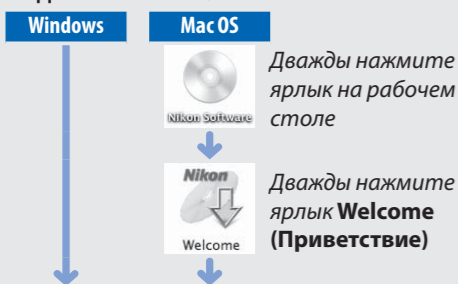 Windows
Mac OS
Дважды нажмите
ярлык на рабочем
столе
Nikon Software
Nikon
Welcome
Дважды нажмите
ярлык Welcome
(Приветствие)